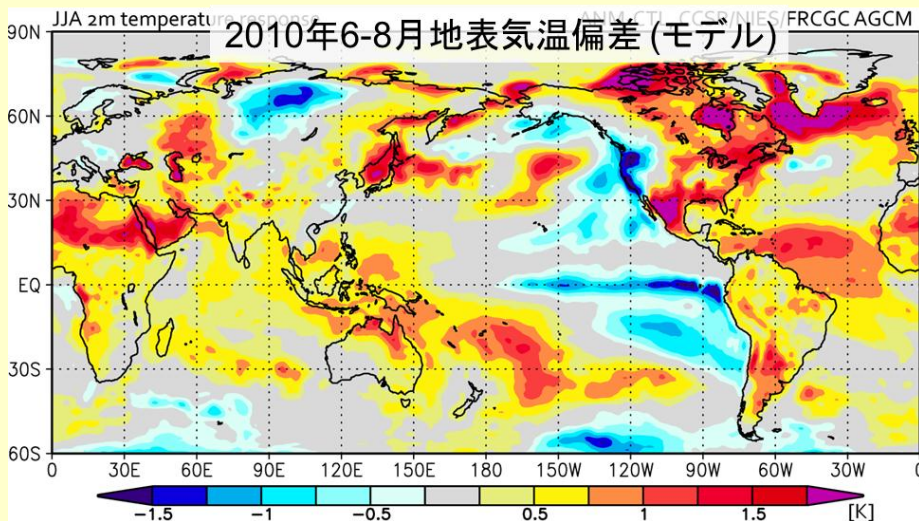 JJA 2m temperature response ANM-CTL CCSR/NIES/FRCGC AGCM
2010年6-8月地表気温偏差 (モデル)
90N
60N
30N
EQ
30S
60S
0 30E 60E 90E 120E 150E 180 150W 120W 90W 60W 30W 0
-1.5 -1 -0.5 0.5 1 1.5 [K]